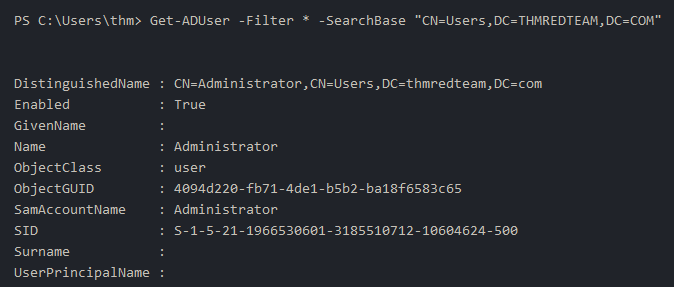 PS C:\Users\thm> Get-ADUser -Filter * -SearchBase "CN=Users,DC=THMREDTEAM,DC=COM"
DistinguishedName : CN=Administrator,CN=Users,DC=thmredteam,DC=com
Enabled           : True
GivenName         :
Name              : Administrator
ObjectClass       : user
ObjectGUID        : 4094d220-fb71-4de1-b5b2-ba18f6583c65
SamAccountName    : Administrator
SID               : S-1-5-21-1966530601-3185510712-10604624-500
Surname           :
UserPrincipalName :